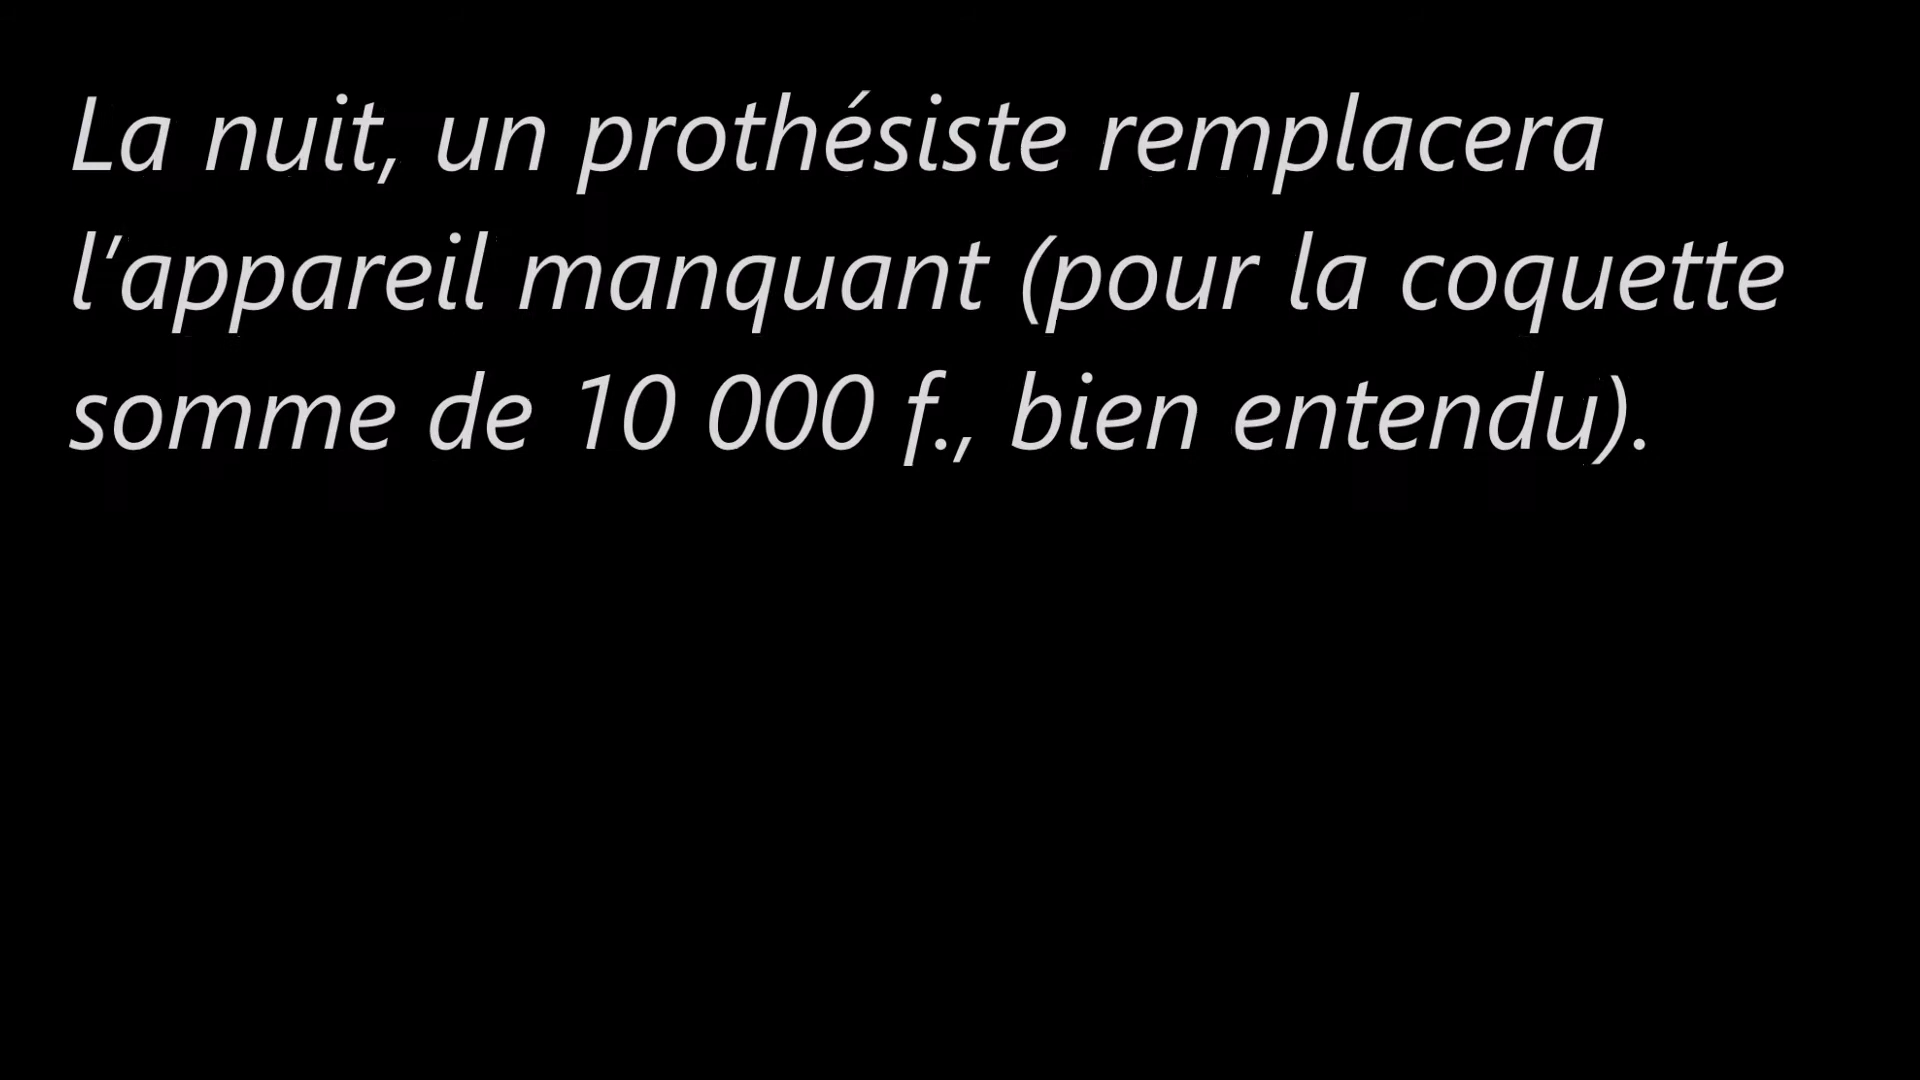 La nuit, un prothésiste remplacera
l’appareil manquant (pour la coquette
somme de 10 000 f., bien entendu).